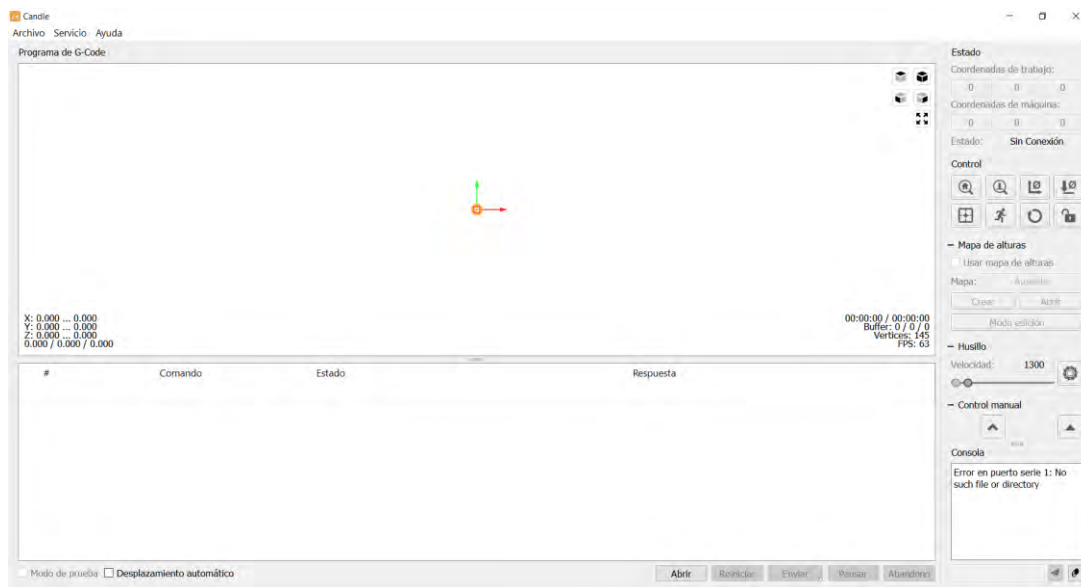 Candle
Archivo Servicio Ayuda
Programa de G-Code
X: 0.000 ... 0.000
Y: 0.000 ... 0.000
Z: 0.000 ... 0.000
0.000 / 0.000 / 0.000
00:00:00 / 00:00:00
Buffer: 0 / 0 / 0
Vertices: 145
FPS: 63
# Comando Estado Respuesta
Modo de prueba Desplazamiento automático
Abrir Reiniciar Enviar Pausar Abandono
Estado
Coordenadas de trabajo:
0 0 0
Coordenadas de máquina:
0 0 0
Estado: Sin Conexión
Control
Mapa de alturas
Usar mapa de alturas
Mapa: Ausente
Crear Abrir
Modo edición
Husillo
Velocidad: 1300
Control manual
Consola
Error en puerto serie 1: No
such file or directory